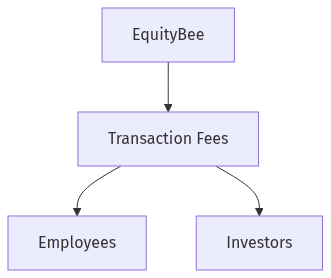 EquityBee
Transaction Fees
Employees
Investors